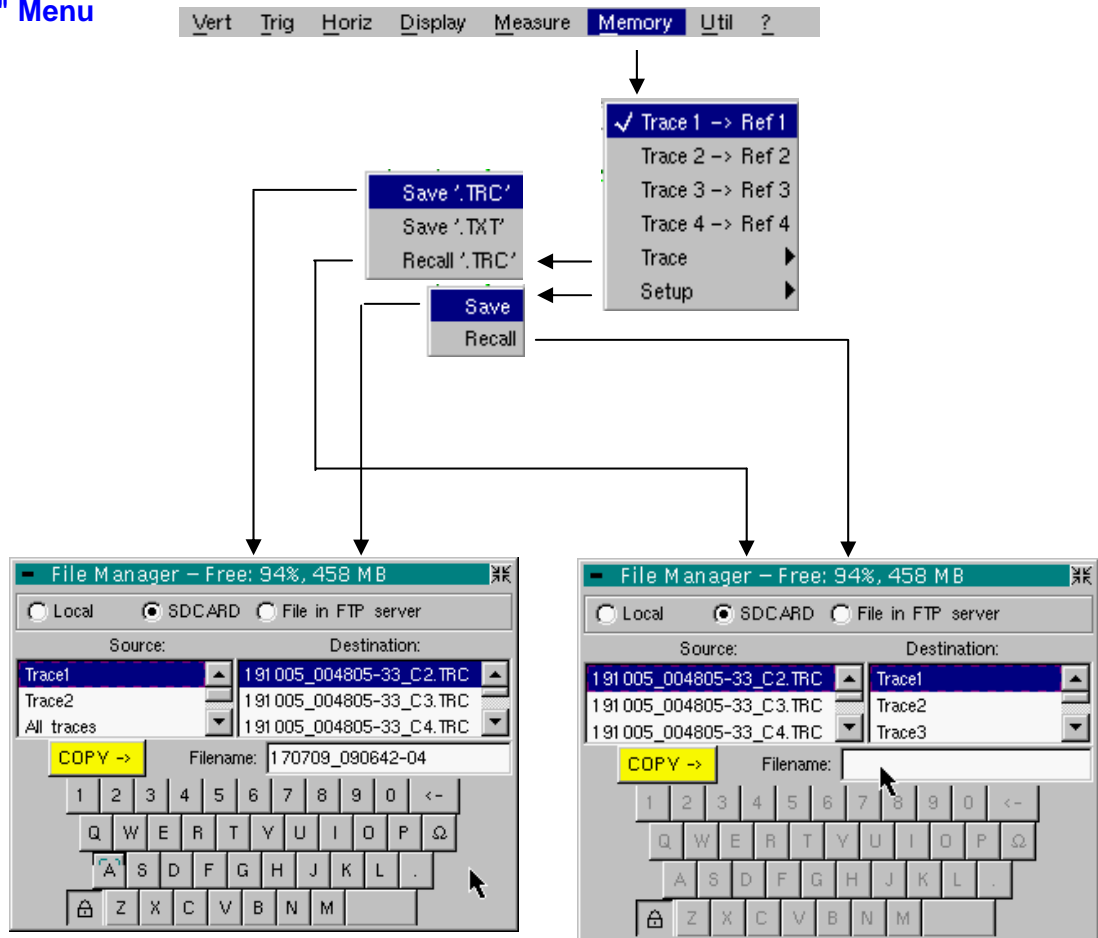 " Menu
Vert Trig Horiz Display Measure Memory Util ?
✓ Trace 1 -> Ref 1
Trace 2 -> Ref 2
Trace 3 -> Ref 3
Trace 4 -> Ref 4
Trace
Setup
Save '.TRC'
Save '.TXT'
Recall '.TRC'
Save
Recall
File Manager - Free: 94%, 458 MB
Local SDCARD File in FTP server
Source: Destination:
Trace1 191005_004805-33_C2.TRC
Trace2 191005_004805-33_C3.TRC
All traces 191005_004805-33_C4.TRC
COPY -> Filename: 170709_090642-04
1 2 3 4 5 6 7 8 9 0 <-
Q W E R T Y U I O P Ω
A S D F G H J K L .
Z X C V B N M
File Manager - Free: 94%, 458 MB
Local SDCARD File in FTP server
Source: Destination:
191005_004805-33_C2.TRC Trace1
191005_004805-33_C3.TRC Trace2
191005_004805-33_C4.TRC Trace3
COPY -> Filename:
1 2 3 4 5 6 7 8 9 0 <-
Q W E R T Y U I O P Ω
A S D F G H J K L .
Z X C V B N M